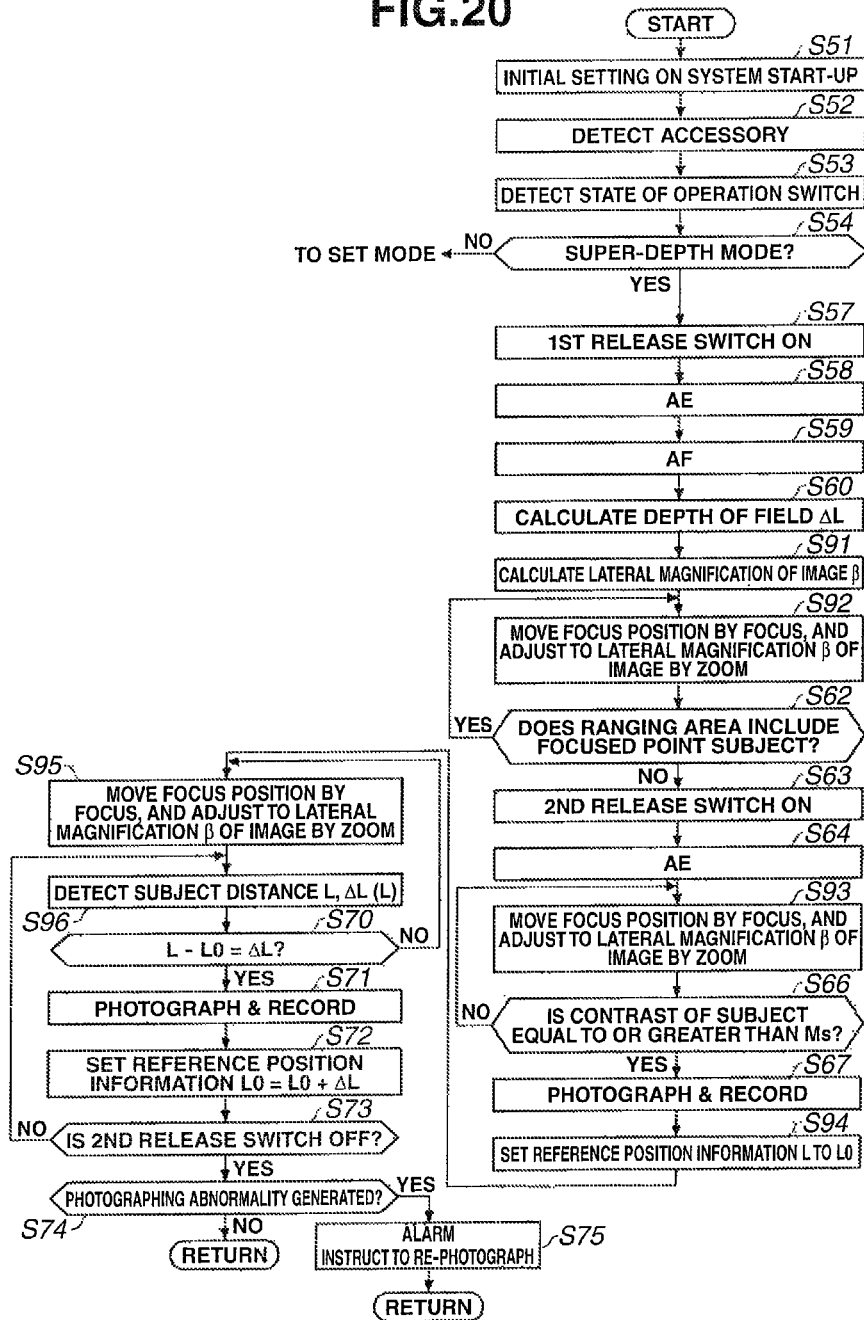 FIG.20
START
S51
INITIAL SETTING ON SYSTEM START-UP
S52
DETECT ACCESSORY
S53
DETECT STATE OF OPERATION SWITCH
S54
SUPER-DEPTH MODE?
NO
TO SET MODE
YES
S57
1ST RELEASE SWITCH ON
S58
AE
S59
AF
S60
CALCULATE DEPTH OF FIELD ΔL
S91
CALCULATE LATERAL MAGNIFICATION OF IMAGE β
S92
MOVE FOCUS POSITION BY FOCUS, AND
ADJUST TO LATERAL MAGNIFICATION β OF
IMAGE BY ZOOM
S62
YES
DOES RANGING AREA INCLUDE
FOCUSED POINT SUBJECT?
NO
S63
2ND RELEASE SWITCH ON
S64
AE
S93
MOVE FOCUS POSITION BY FOCUS, AND
ADJUST TO LATERAL MAGNIFICATION β OF
IMAGE BY ZOOM
S66
NO
IS CONTRAST OF SUBJECT
EQUAL TO OR GREATER THAN Ms?
YES
S67
PHOTOGRAPH & RECORD
S94
SET REFERENCE POSITION INFORMATION L TO L0
S95
MOVE FOCUS POSITION BY
FOCUS, AND ADJUST TO LATERAL
MAGNIFICATION β OF IMAGE BY ZOOM
DETECT SUBJECT DISTANCE L, ΔL (L)
S96
S70
L - L0 = ΔL?
NO
YES
S71
PHOTOGRAPH & RECORD
S72
SET REFERENCE POSITION
INFORMATION L0 = L0 + ΔL
S73
NO
IS 2ND RELEASE SWITCH OFF?
YES
PHOTOGRAPHING ABNORMALITY GENERATED?
YES
S74
NO
RETURN
ALARM
INSTRUCT TO RE-PHOTOGRAPH
S75
RETURN